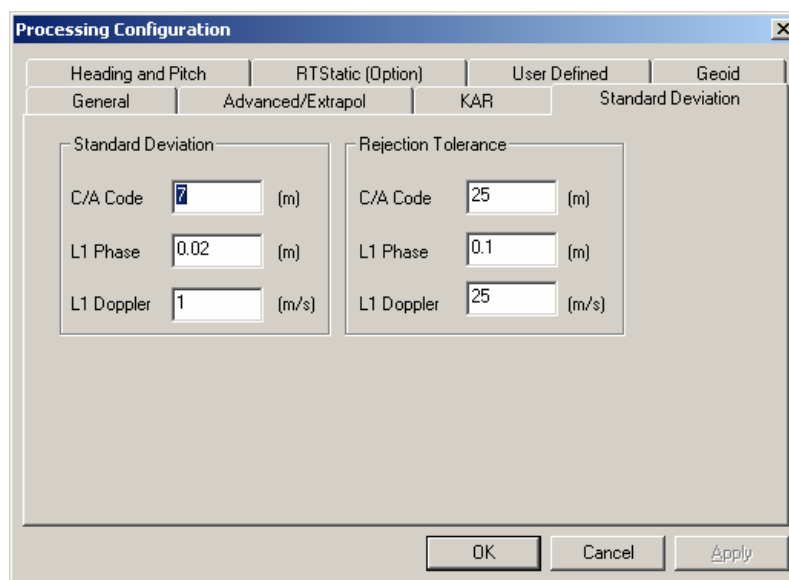 Processing Configuration
Heading and Pitch RTStatic (Option) User Defined Geoid
General Advanced/Extrapol KAR Standard Deviation
Standard Deviation Rejection Tolerance
C/A Code 7 (m) C/A Code 25 (m)
L1 Phase 0.02 (m) L1 Phase 0.1 (m)
L1 Doppler 1 (m/s) L1 Doppler 25 (m/s)
OK Cancel Apply